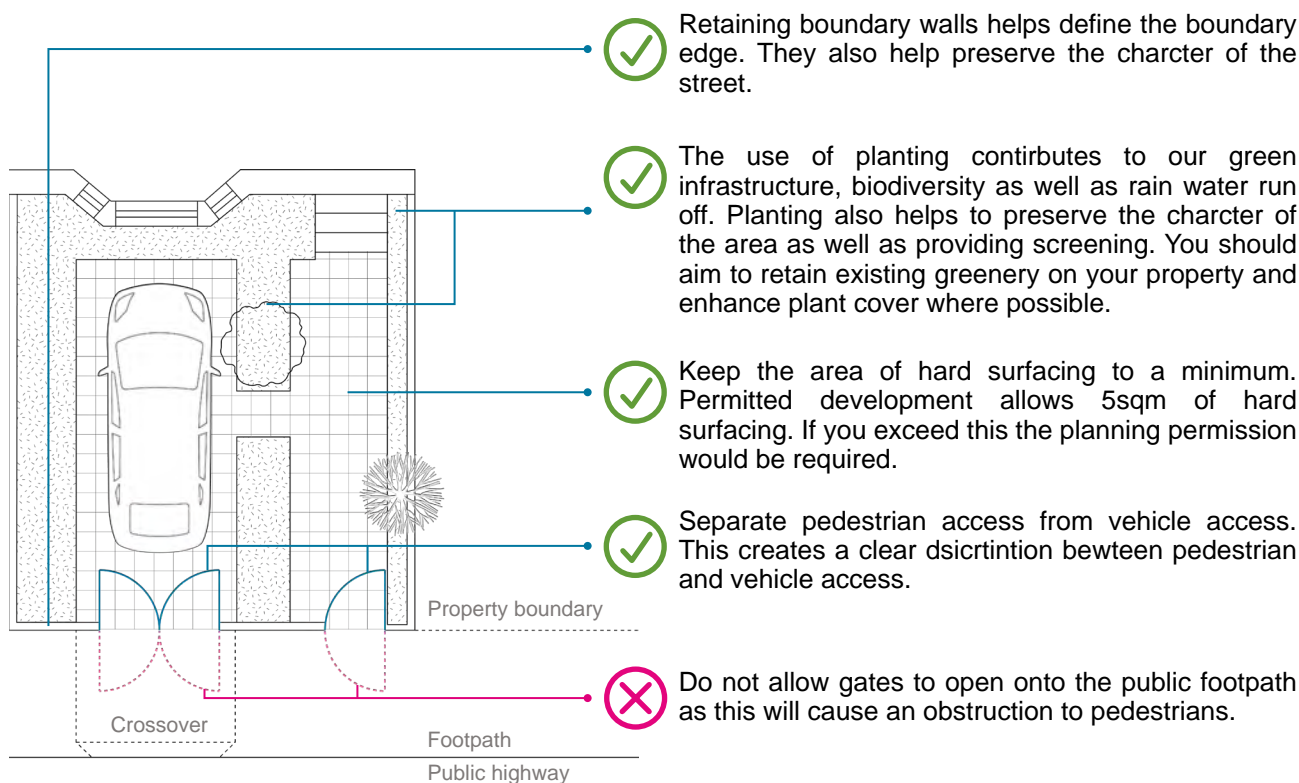 Retaining boundary walls helps define the boundary
edge. They also help preserve the charcter of the
street.
The use of planting contirbutes to our green
infrastructure, biodiversity as well as rain water run
off. Planting also helps to preserve the charcter of
the area as well as providing screening. You should
aim to retain existing greenery on your property and
enhance plant cover where possible.
Keep the area of hard surfacing to a minimum.
Permitted development allows 5sqm of hard
surfacing. If you exceed this the planning permission
would be required.
Separate pedestrian access from vehicle access.
This creates a clear dsicrtintion bewteen pedestrian
and vehicle access.
Property boundary
Do not allow gates to open onto the public footpath
as this will cause an obstruction to pedestrians.
Crossover
Footpath
Public highway